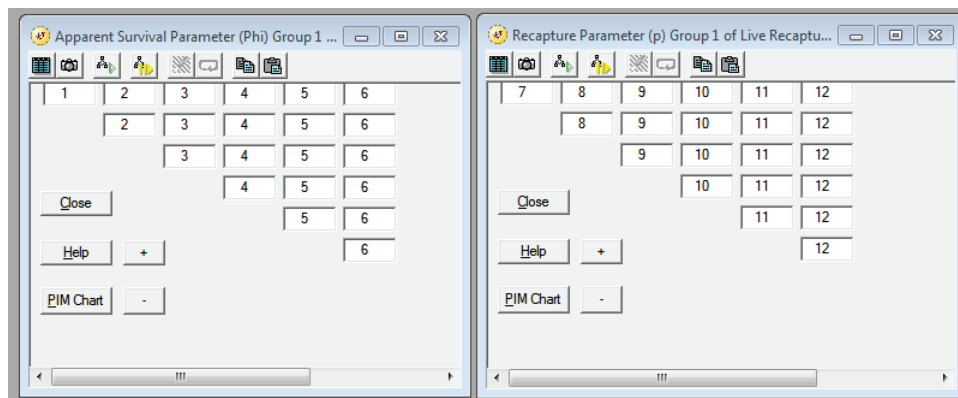 Apparent Survival Parameter (Phi) Group 1 ...
1 2 3 4 5 6
2 3 4 5 6
3 4 5 6
4 5 6
Close
5 6
Help + 6
PIM Chart -
Recapture Parameter (p) Group 1 of Live Recaptu...
7 8 9 10 11 12
8 9 10 11 12
9 10 11 12
10 11 12
Close
11 12
Help + 12
PIM Chart -